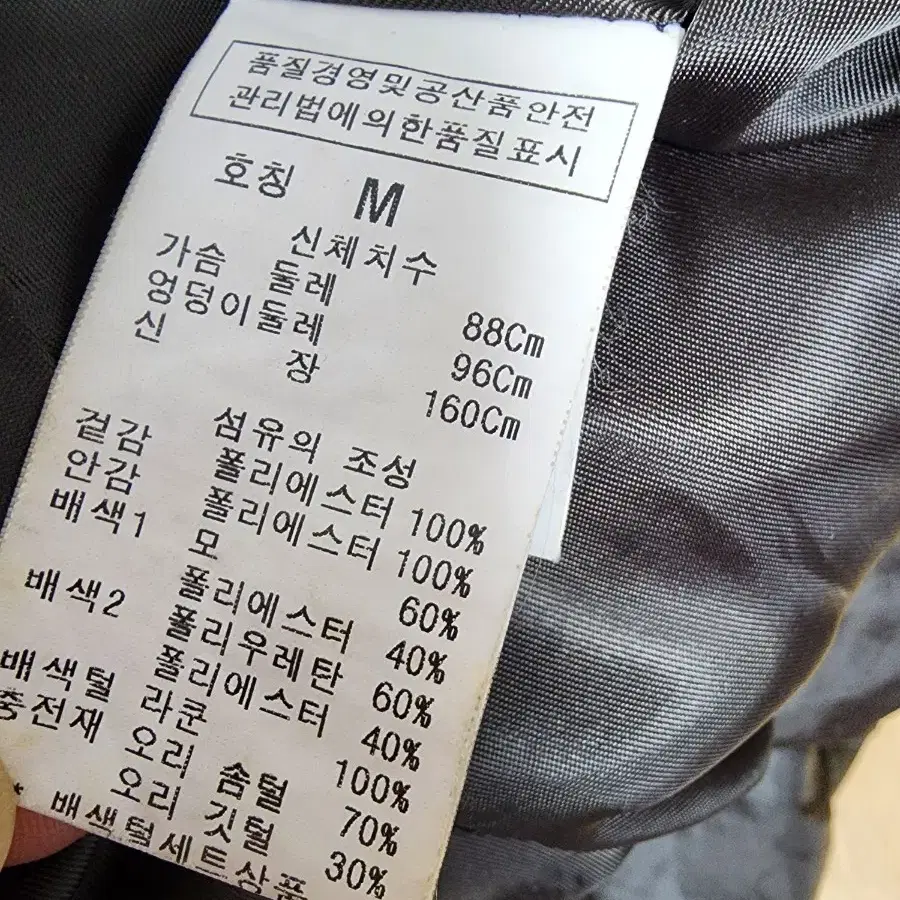 품질경영및공산품안전
관리법에의한품질표시
호칭 M
신체치수
가슴 둘레 88Cm
엉덩이둘레 96Cm
신 장 160Cm
섬유의 조성
겉감 폴리에스터 100%
안감 폴리에스터 100%
배색1 모 60%
폴리에스터 40%
배색2 폴리우레탄 60%
폴리에스터 40%
배색털 라쿤 100%
충전재 오리 솜털 70%
오리 깃털 30%
* 배색털세트상품